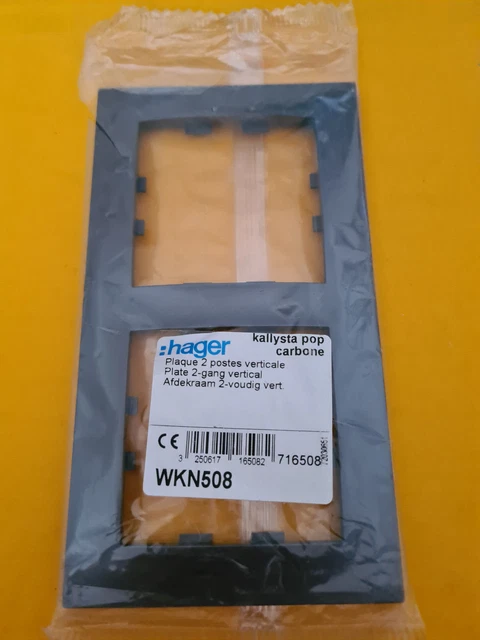 :hager
kallysta pop
carbone
Plaque 2 postes verticale
Plate 2-gang vertical
Afdekraam 2-voudig vert.
CE
3 250617 165082
716508
WKN508